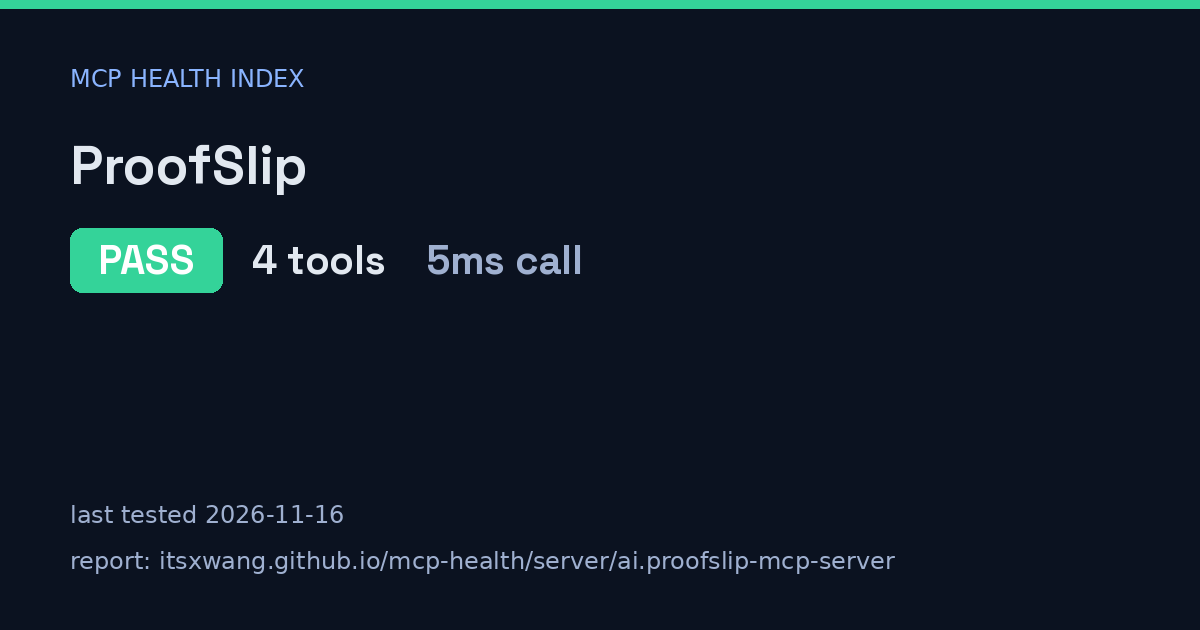 MCP HEALTH INDEX
ProofSlip
PASS 4 tools 5ms call
last tested 2026-11-16
report: itsxwang.github.io/mcp-health/server/ai.proofslip-mcp-server